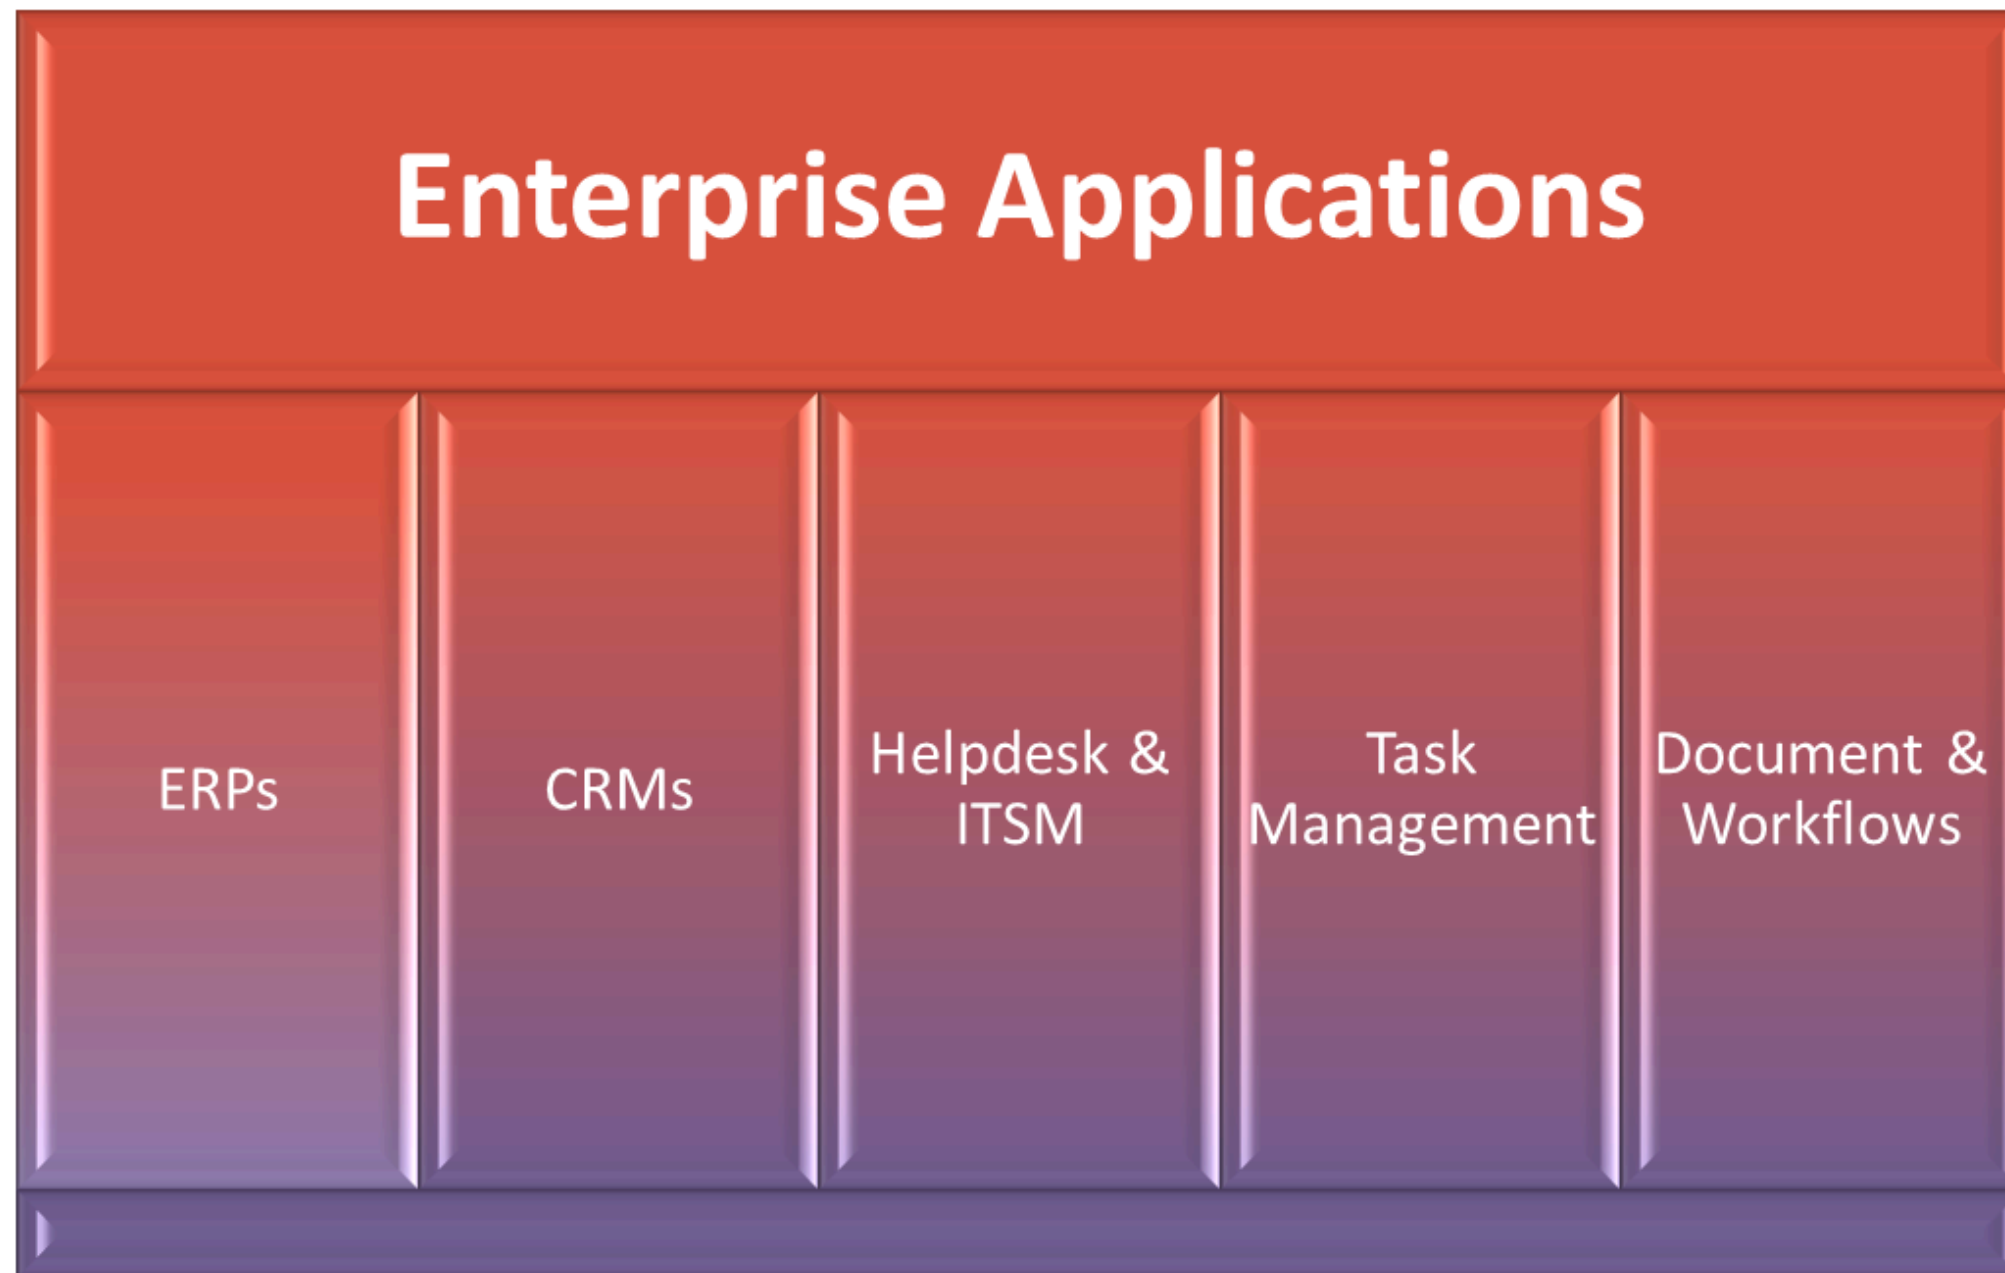 Enterprise Applications
ERPs
CRMs
Helpdesk &
ITSM
Task
Management
Document &
Workflows